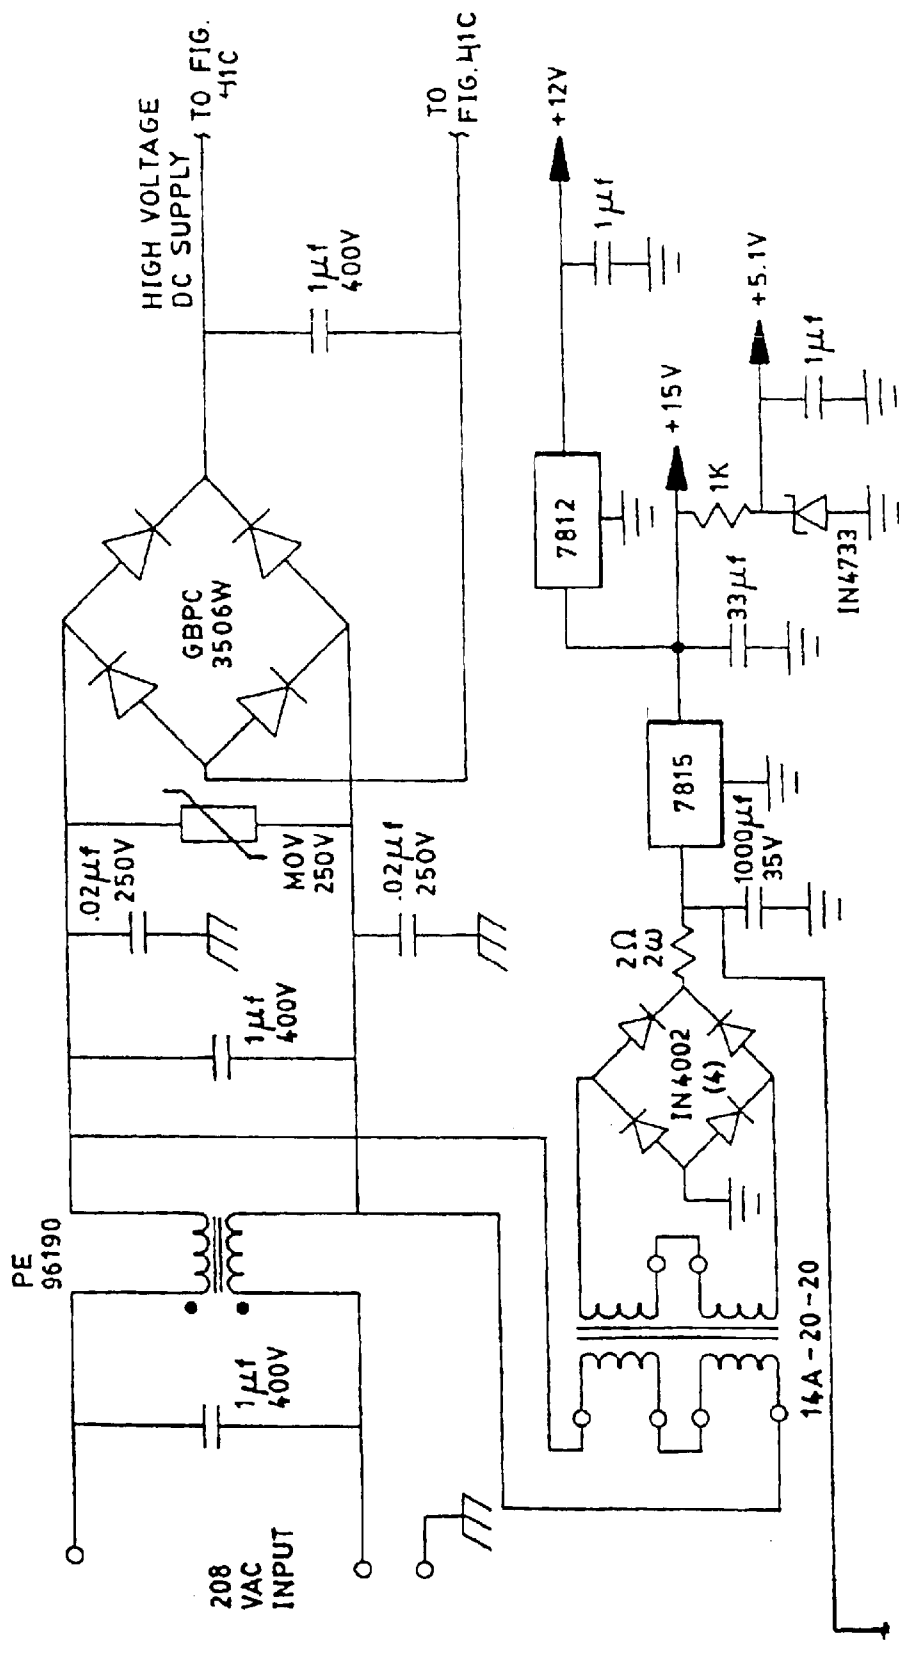 208
VAC
INPUT
1µf
400V
PE
96190
1µf
400V
.02µf
250V
.02µf
250V
MOV
250V
GBPC
3506W
1µf
400V
HIGH VOLTAGE
DC SUPPLY
TO FIG.
41C
TO
FIG. 41C
14A-20-20
IN4002
(4)
2Ω
2ω
1000µf
35V
7815
33µf
7812
1µf
+12V
+15V
1K
IN4733
1µf
+5.1V